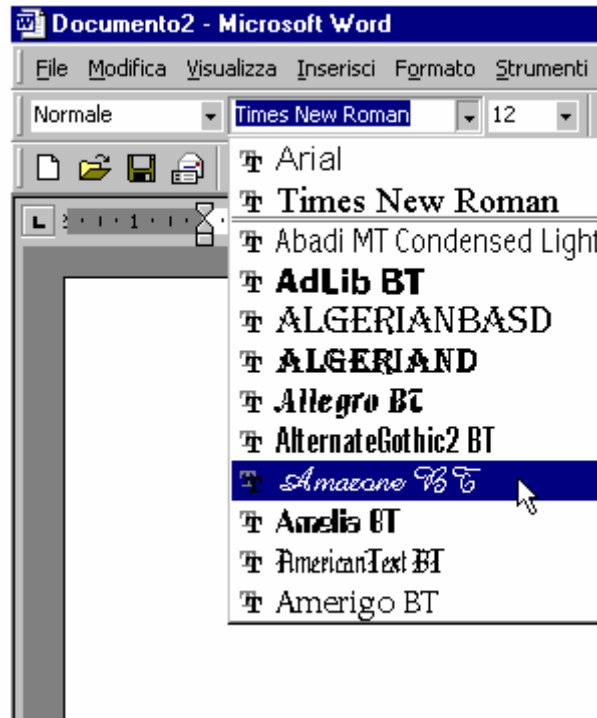 Documento2 - Microsoft Word
File Modifica Visualizza Inserisci Formato Strumenti
Normale Times New Roman 12
Arial
Times New Roman
Abadi MT Condensed Light
AdLib BT
ALGERIANBASD
ALGERIAND
Allegro BT
AlternateGothic2 BT
Amazone BT
Amelia BT
AmericanText BT
Amerigo BT
1